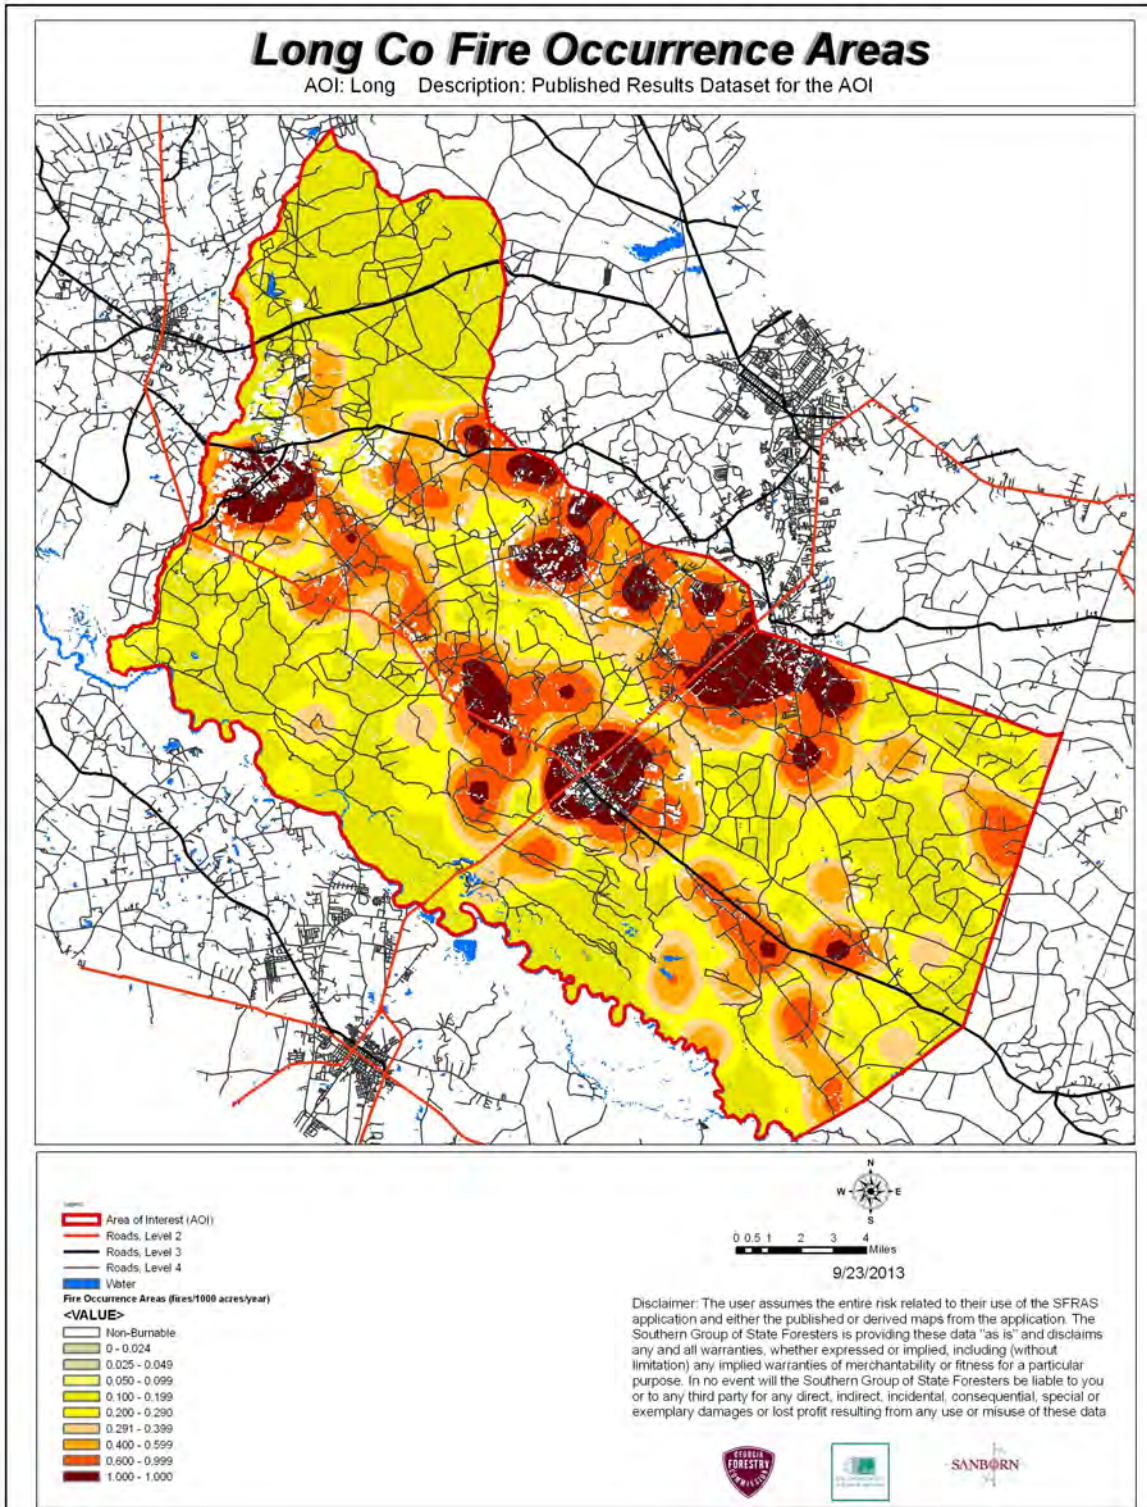 Long Co Fire Occurrence Areas
AOI: Long Description: Published Results Dataset for the AOI
Legend
Area of Interest (AOI)
Roads, Level 2
Roads, Level 3
Roads, Level 4
Water
Fire Occurrence Areas (fires/1000 acres/year)
<VALUE>
Non-Burnable
0 - 0.024
0.025 - 0.049
0.050 - 0.099
0.100 - 0.199
0.200 - 0.290
0.291 - 0.399
0.400 - 0.599
0.600 - 0.999
1.000 - 1.000
N
W E
S
0 0.5 1 2 3 4
Miles
9/23/2013
Disclaimer: The user assumes the entire risk related to their use of the SFRAS
application and either the published or derived maps from the application. The
Southern Group of State Foresters is providing these data "as is" and disclaims
any and all warranties, whether expressed or implied, including (without
limitation) any implied warranties of merchantability or fitness for a particular
purpose. In no event will the Southern Group of State Foresters be liable to you
or to any third party for any direct, indirect, incidental, consequential, special or
exemplary damages or lost profit resulting from any use or misuse of these data
GEORGIA
FORESTRY
COMMISSION
SANBORN